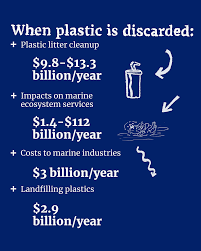 When plastic is discarded:
+ Plastic litter cleanup
$9.8-$13.3
billion/year
+ Impacts on marine
ecosystem services
$1.4-$112
billion/year
+ Costs to marine industries
$3 billion/year
+ Landfilling plastics
$2.9
billion/year